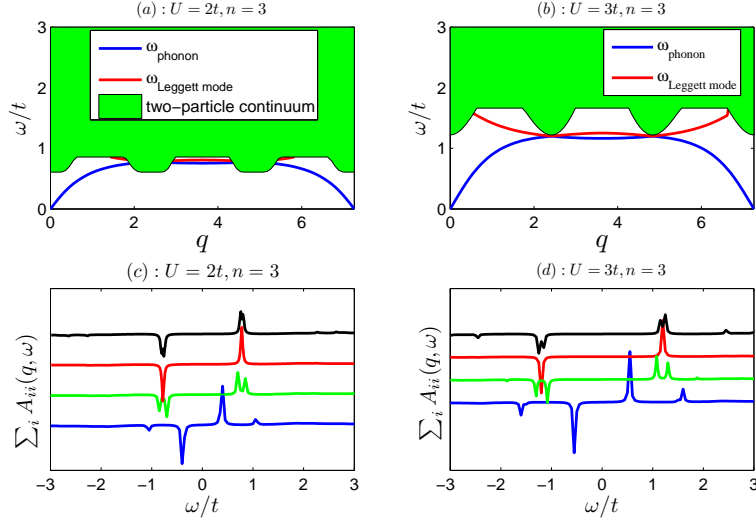 (a) : U = 2t, n = 3
3
2
1
0
ω/t
ω_phonon
ω_Leggett mode
two-particle continuum
0 2 4 6
q
(b) : U = 3t, n = 3
3
2
1
0
ω/t
ω_phonon
ω_Leggett mode
0 2 4 6
q
(c) : U = 2t, n = 3
∑_i A_ii(q, ω)
−3 −2 −1 0 1 2 3
ω/t
(d) : U = 3t, n = 3
∑_i A_ii(q, ω)
−3 −2 −1 0 1 2 3
ω/t